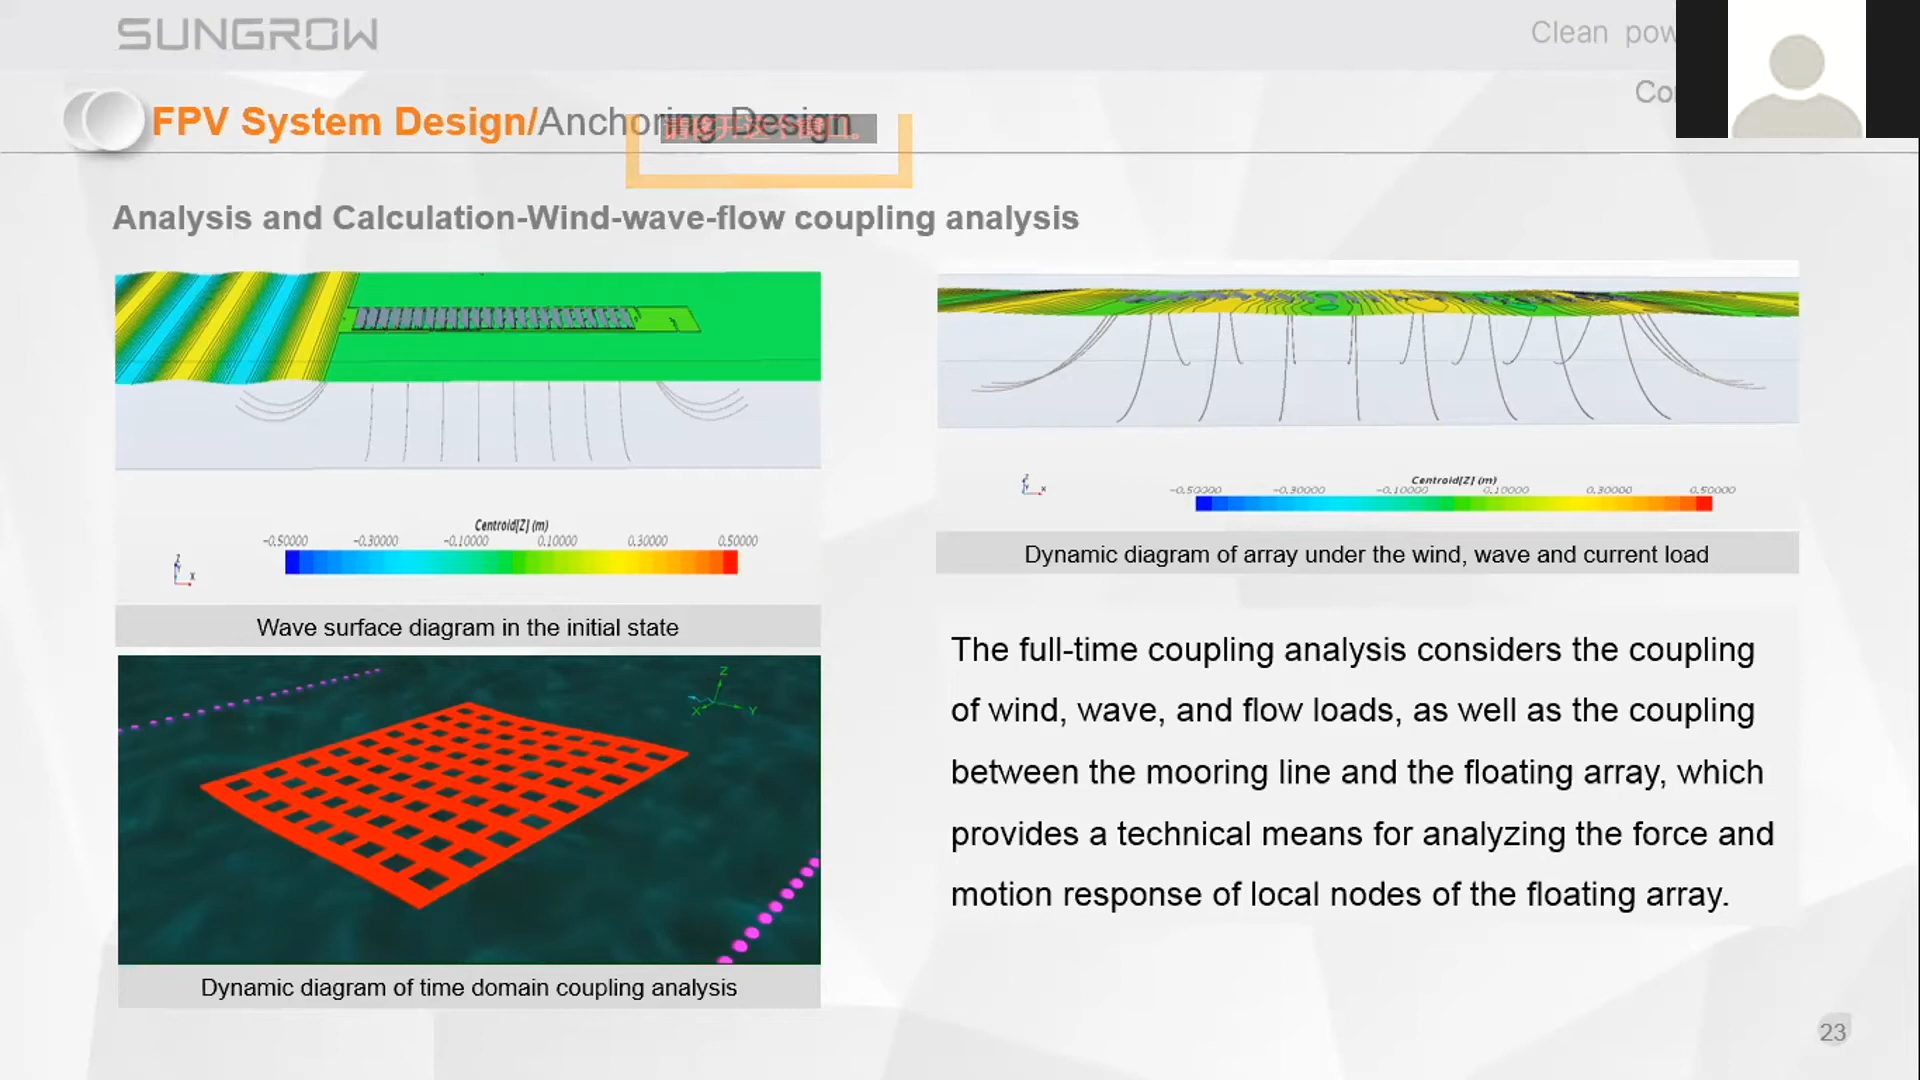 SUNGROW
Clean
FPV System Design/Anchoring Design
Analysis and Calculation-Wind-wave-flow coupling analysis
Centroid[Z] (m)
-0.50000 -0.30000 -0.10000 0.10000 0.30000 0.50000
Z
X
Wave surface diagram in the initial state
Centroid[Z] (m)
-0.50000 -0.30000 -0.10000 0.10000 0.30000 0.50000
Dynamic diagram of array under the wind, wave and current load
Z
X
Y
Dynamic diagram of time domain coupling analysis
The full-time coupling analysis considers the coupling
of wind, wave, and flow loads, as well as the coupling
between the mooring line and the floating array, which
provides a technical means for analyzing the force and
motion response of local nodes of the floating array.
23